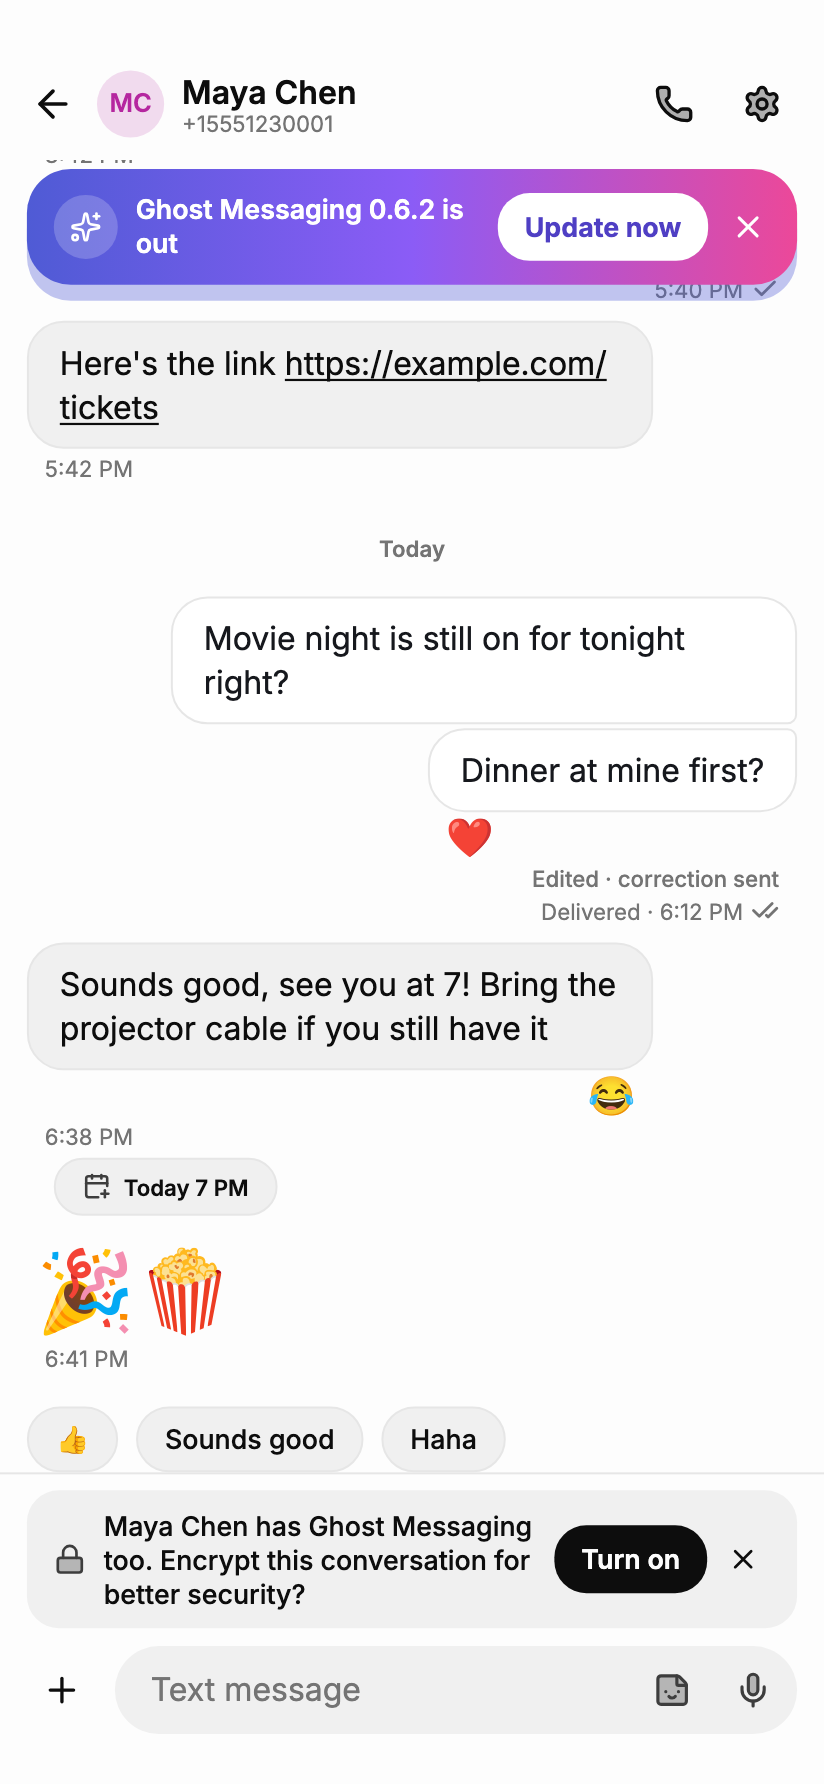 MC
Maya Chen
+15551230001
Ghost Messaging 0.6.2 is
out
Update now
5:40 PM
Here's the link https://example.com/
tickets
5:42 PM
Today
Movie night is still on for tonight
right?
Dinner at mine first?
❤️
Edited · correction sent
Delivered · 6:12 PM
Sounds good, see you at 7! Bring the
projector cable if you still have it
😂
6:38 PM
Today 7 PM
🎉 🍿
6:41 PM
👍 Sounds good Haha
Maya Chen has Ghost Messaging
too. Encrypt this conversation for
better security?
Turn on
Text message